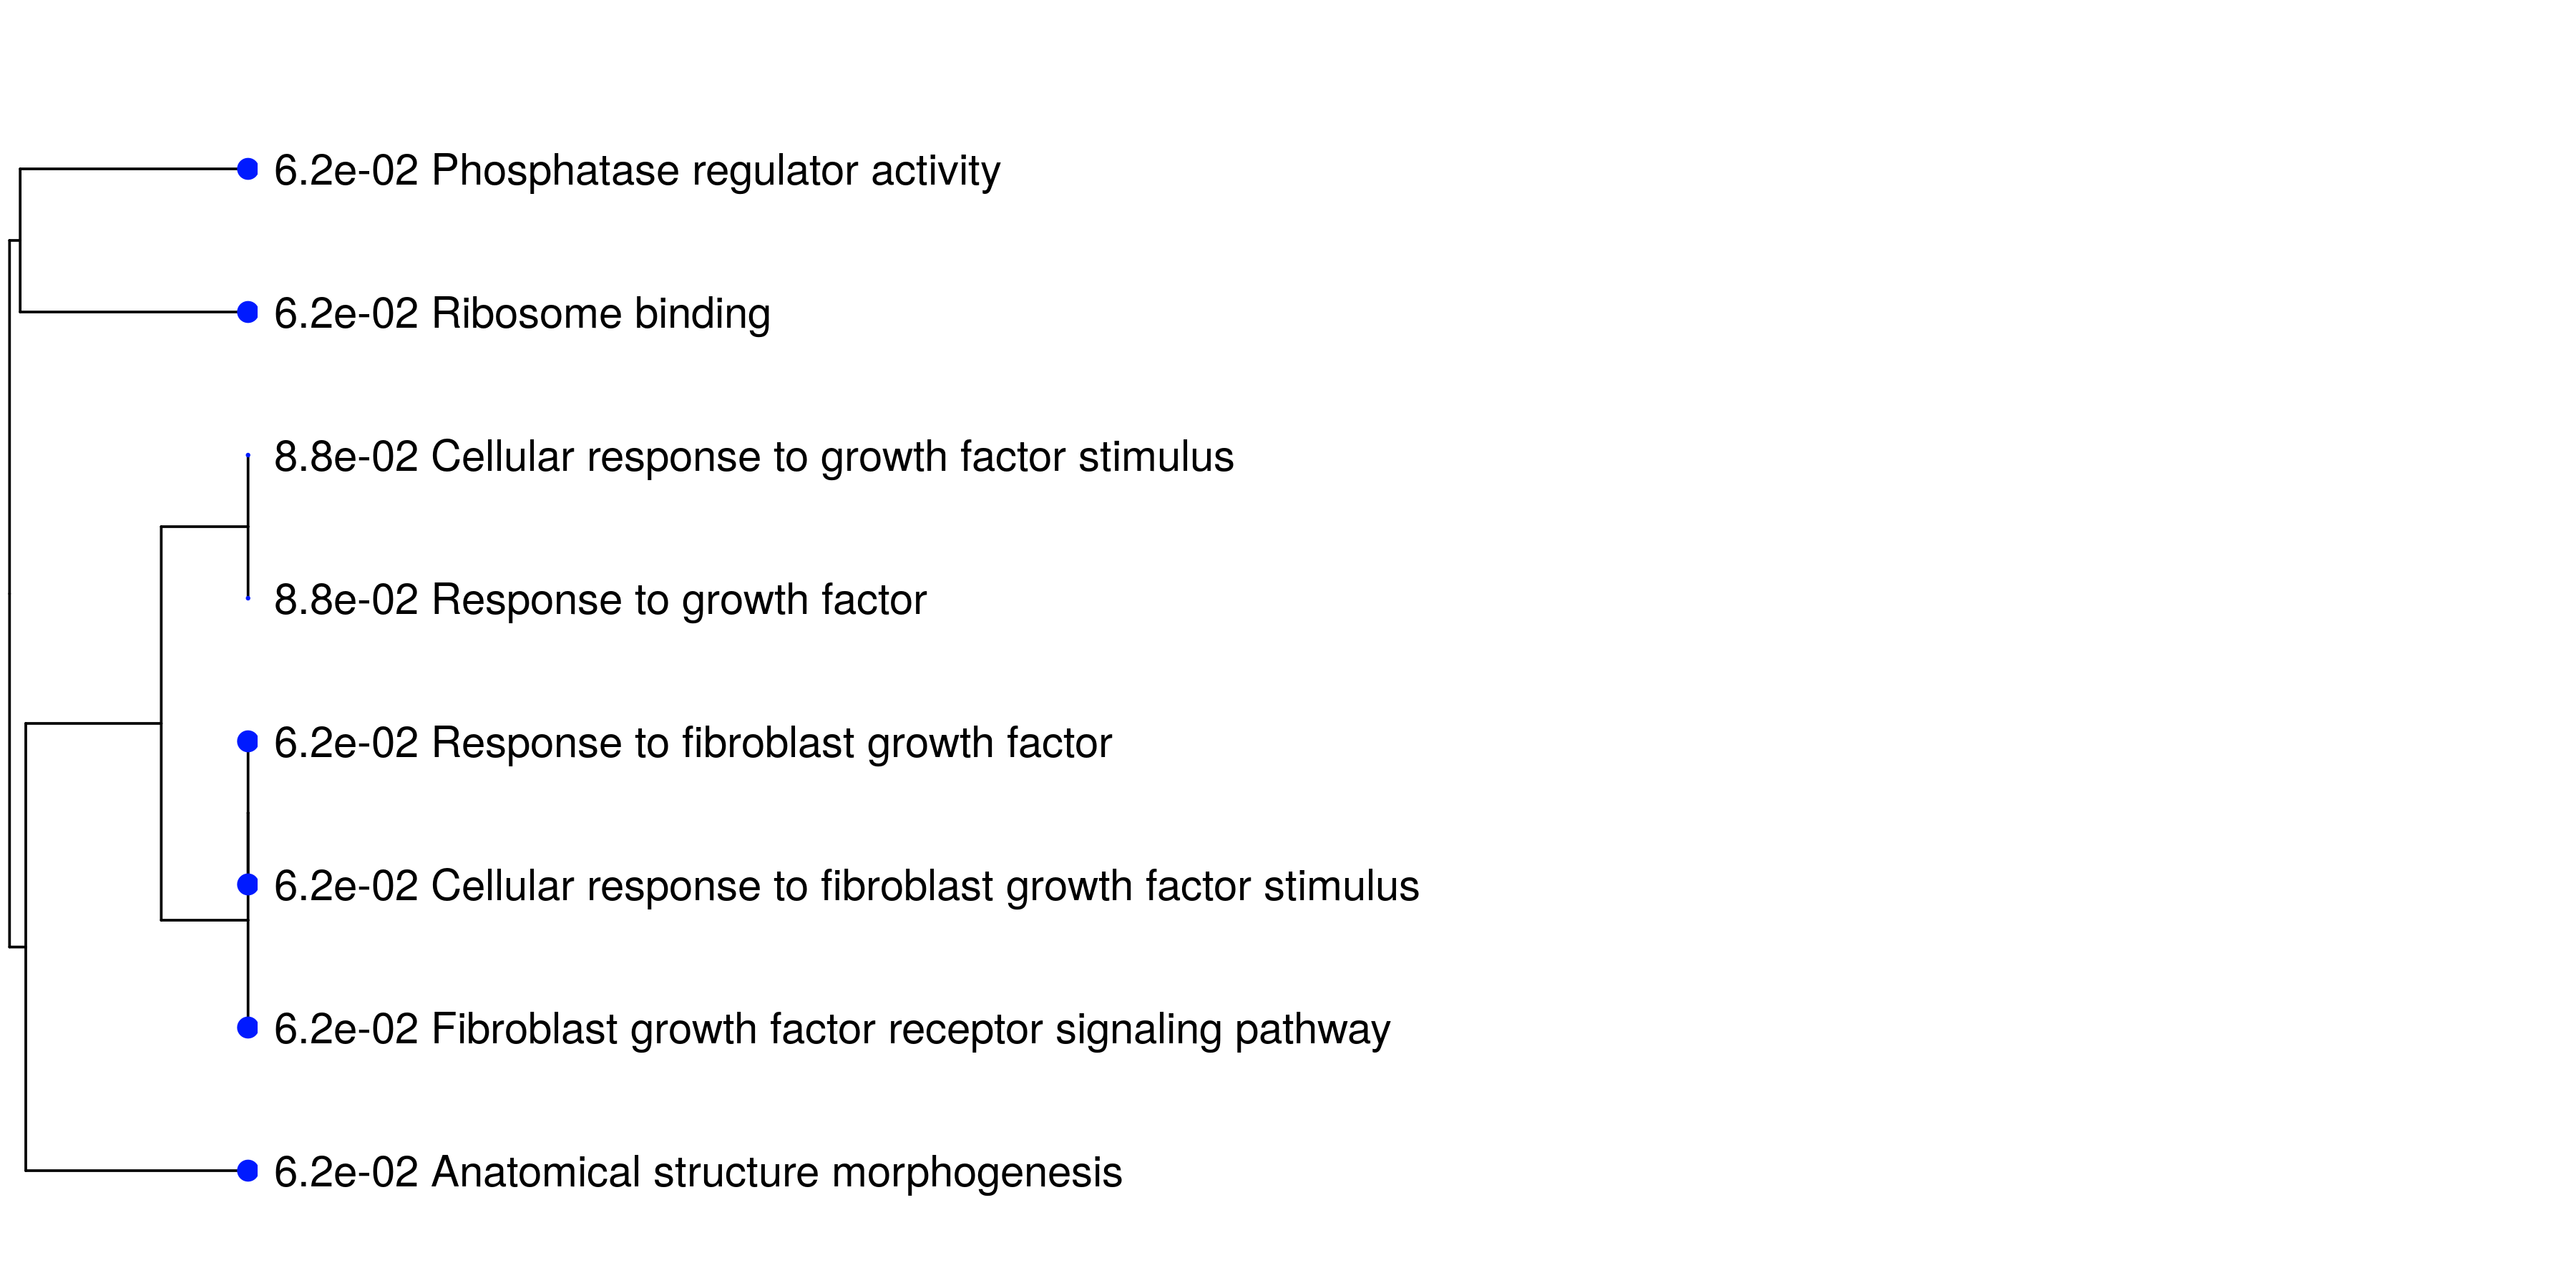 6.2e-02 Phosphatase regulator activity
6.2e-02 Ribosome binding
8.8e-02 Cellular response to growth factor stimulus
8.8e-02 Response to growth factor
6.2e-02 Response to fibroblast growth factor
6.2e-02 Cellular response to fibroblast growth factor stimulus
6.2e-02 Fibroblast growth factor receptor signaling pathway
6.2e-02 Anatomical structure morphogenesis